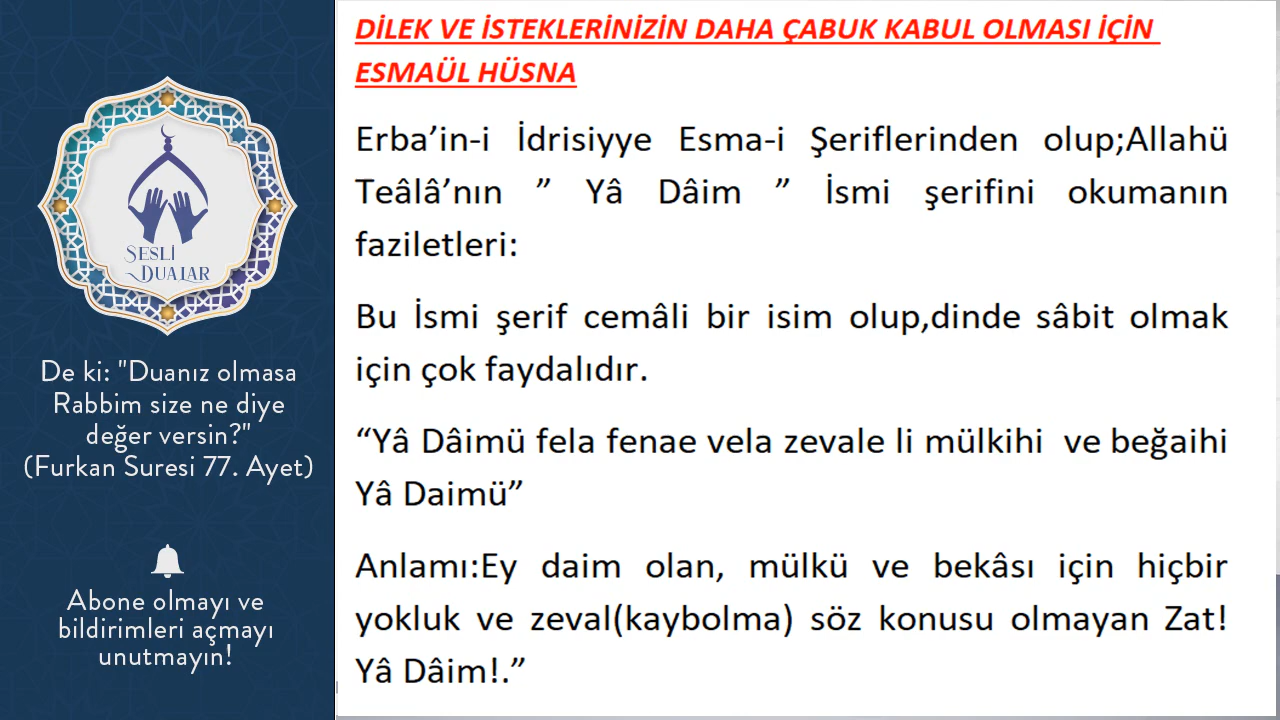 SESLİ
DUALAR
De ki: "Duanız olmasa
Rabbim size ne diye
değer versin?"
(Furkan Suresi 77. Ayet)
Abone olmayı ve
bildirimleri açmayı
unutmayın!
DİLEK VE İSTEKLERİNİZİN DAHA ÇABUK KABUL OLMASI İÇİN
ESMAÜL HÜSNA
Erba’in-i İdrisiyye Esma-i Şeriflerinden olup;Allahü
Teâlâ’nın ” Yâ Dâim ” İsmi şerifini okumanın
faziletleri:
Bu İsmi şerif cemâli bir isim olup,dinde sâbit olmak
için çok faydalıdır.
“Yâ Dâimü fela fenae vela zevale li mülkihi ve beğaihi
Yâ Daimü”
Anlamı:Ey daim olan, mülkü ve bekâsı için hiçbir
yokluk ve zeval(kaybolma) söz konusu olmayan Zat!
Yâ Dâim!.”